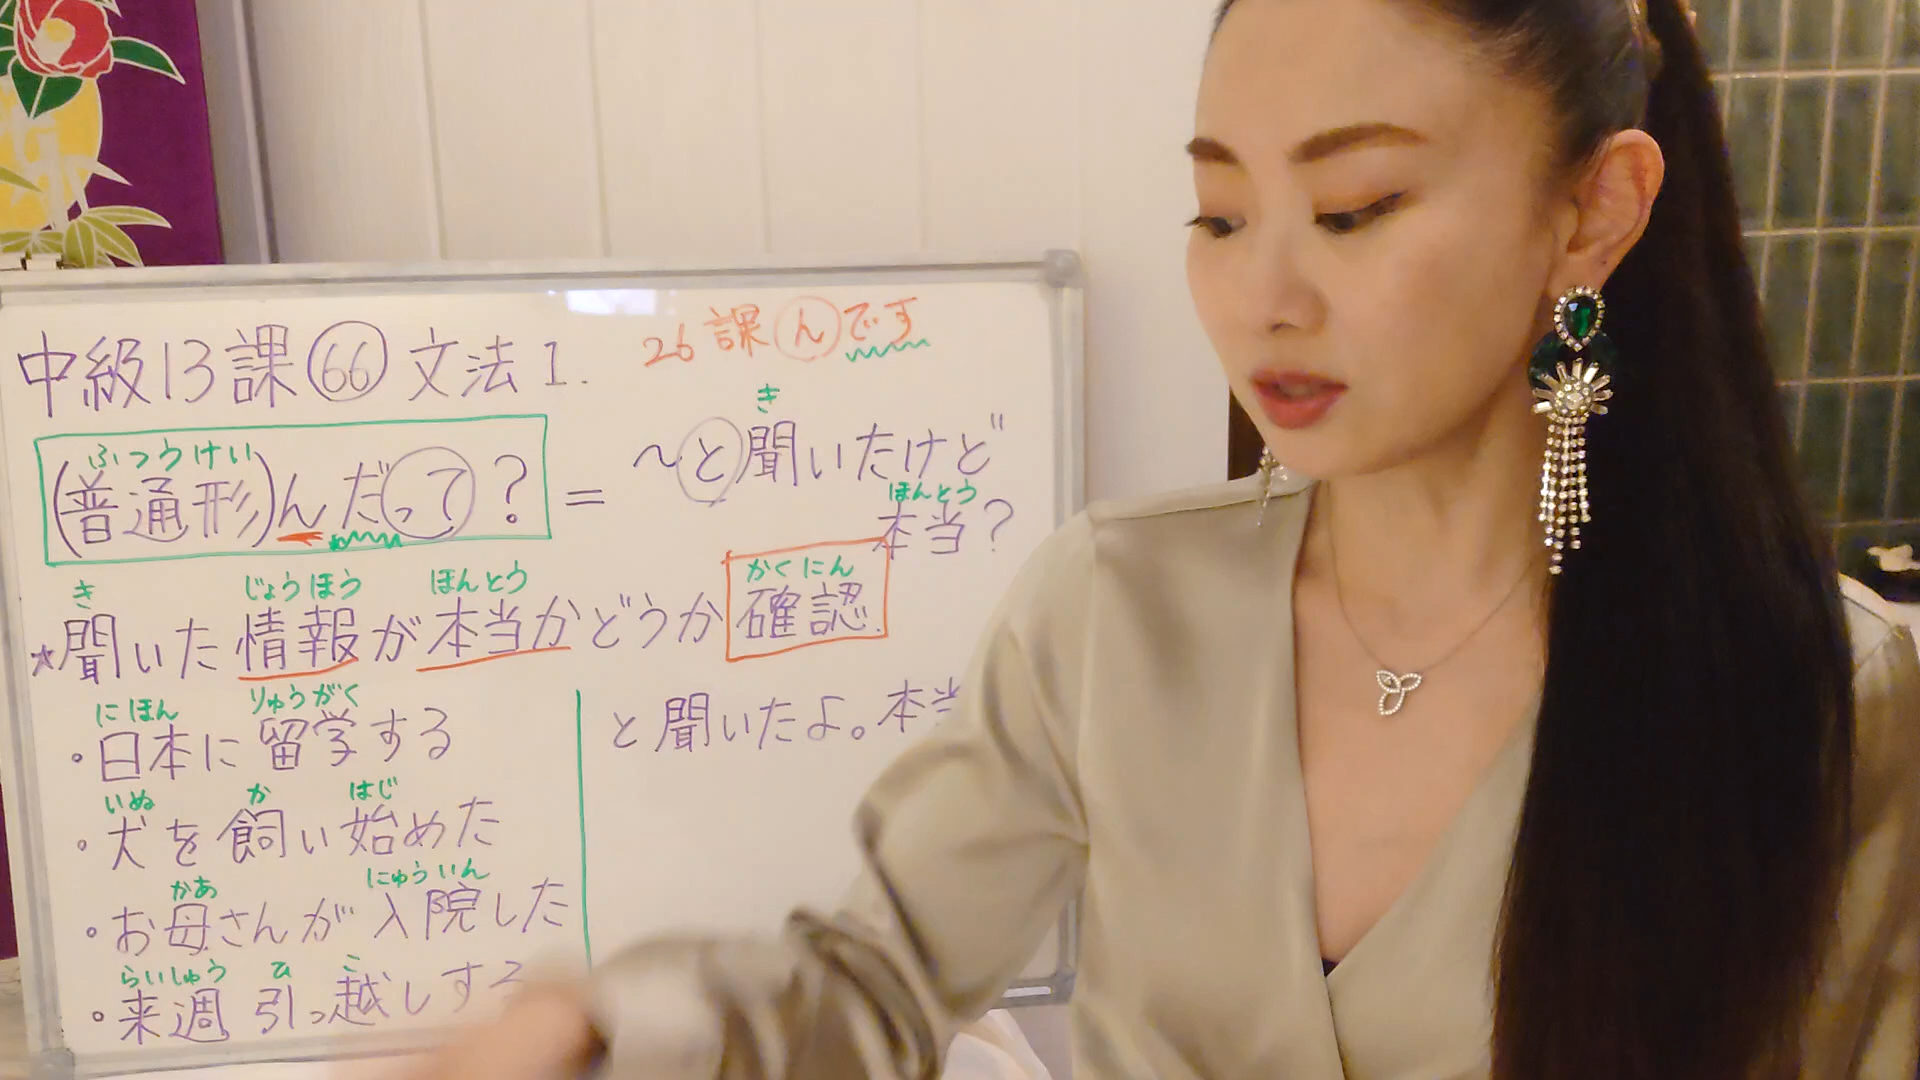 中級13課66文法1.
26課んです
ふつうけい
(普通形)んだって?
=
き
〜と聞いたけど
ほんとう
本当?
き じょうほう ほんとう かくにん
★聞いた情報が本当かどうか確認.
にほん りゅうがく
・日本に留学する
いぬ か はじ
・犬を飼い始めた
かあ にゅういん
・お母さんが入院した
らいしゅう ひ こ
・来週引っ越しする
と聞いたよ。本当